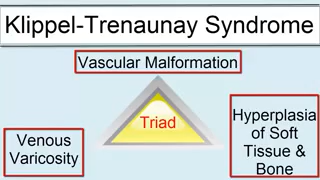 Klippel-Trenaunay Syndrome
Vascular Malformation
Triad
Venous
Varicosity
Hyperplasia
of Soft
Tissue &
Bone